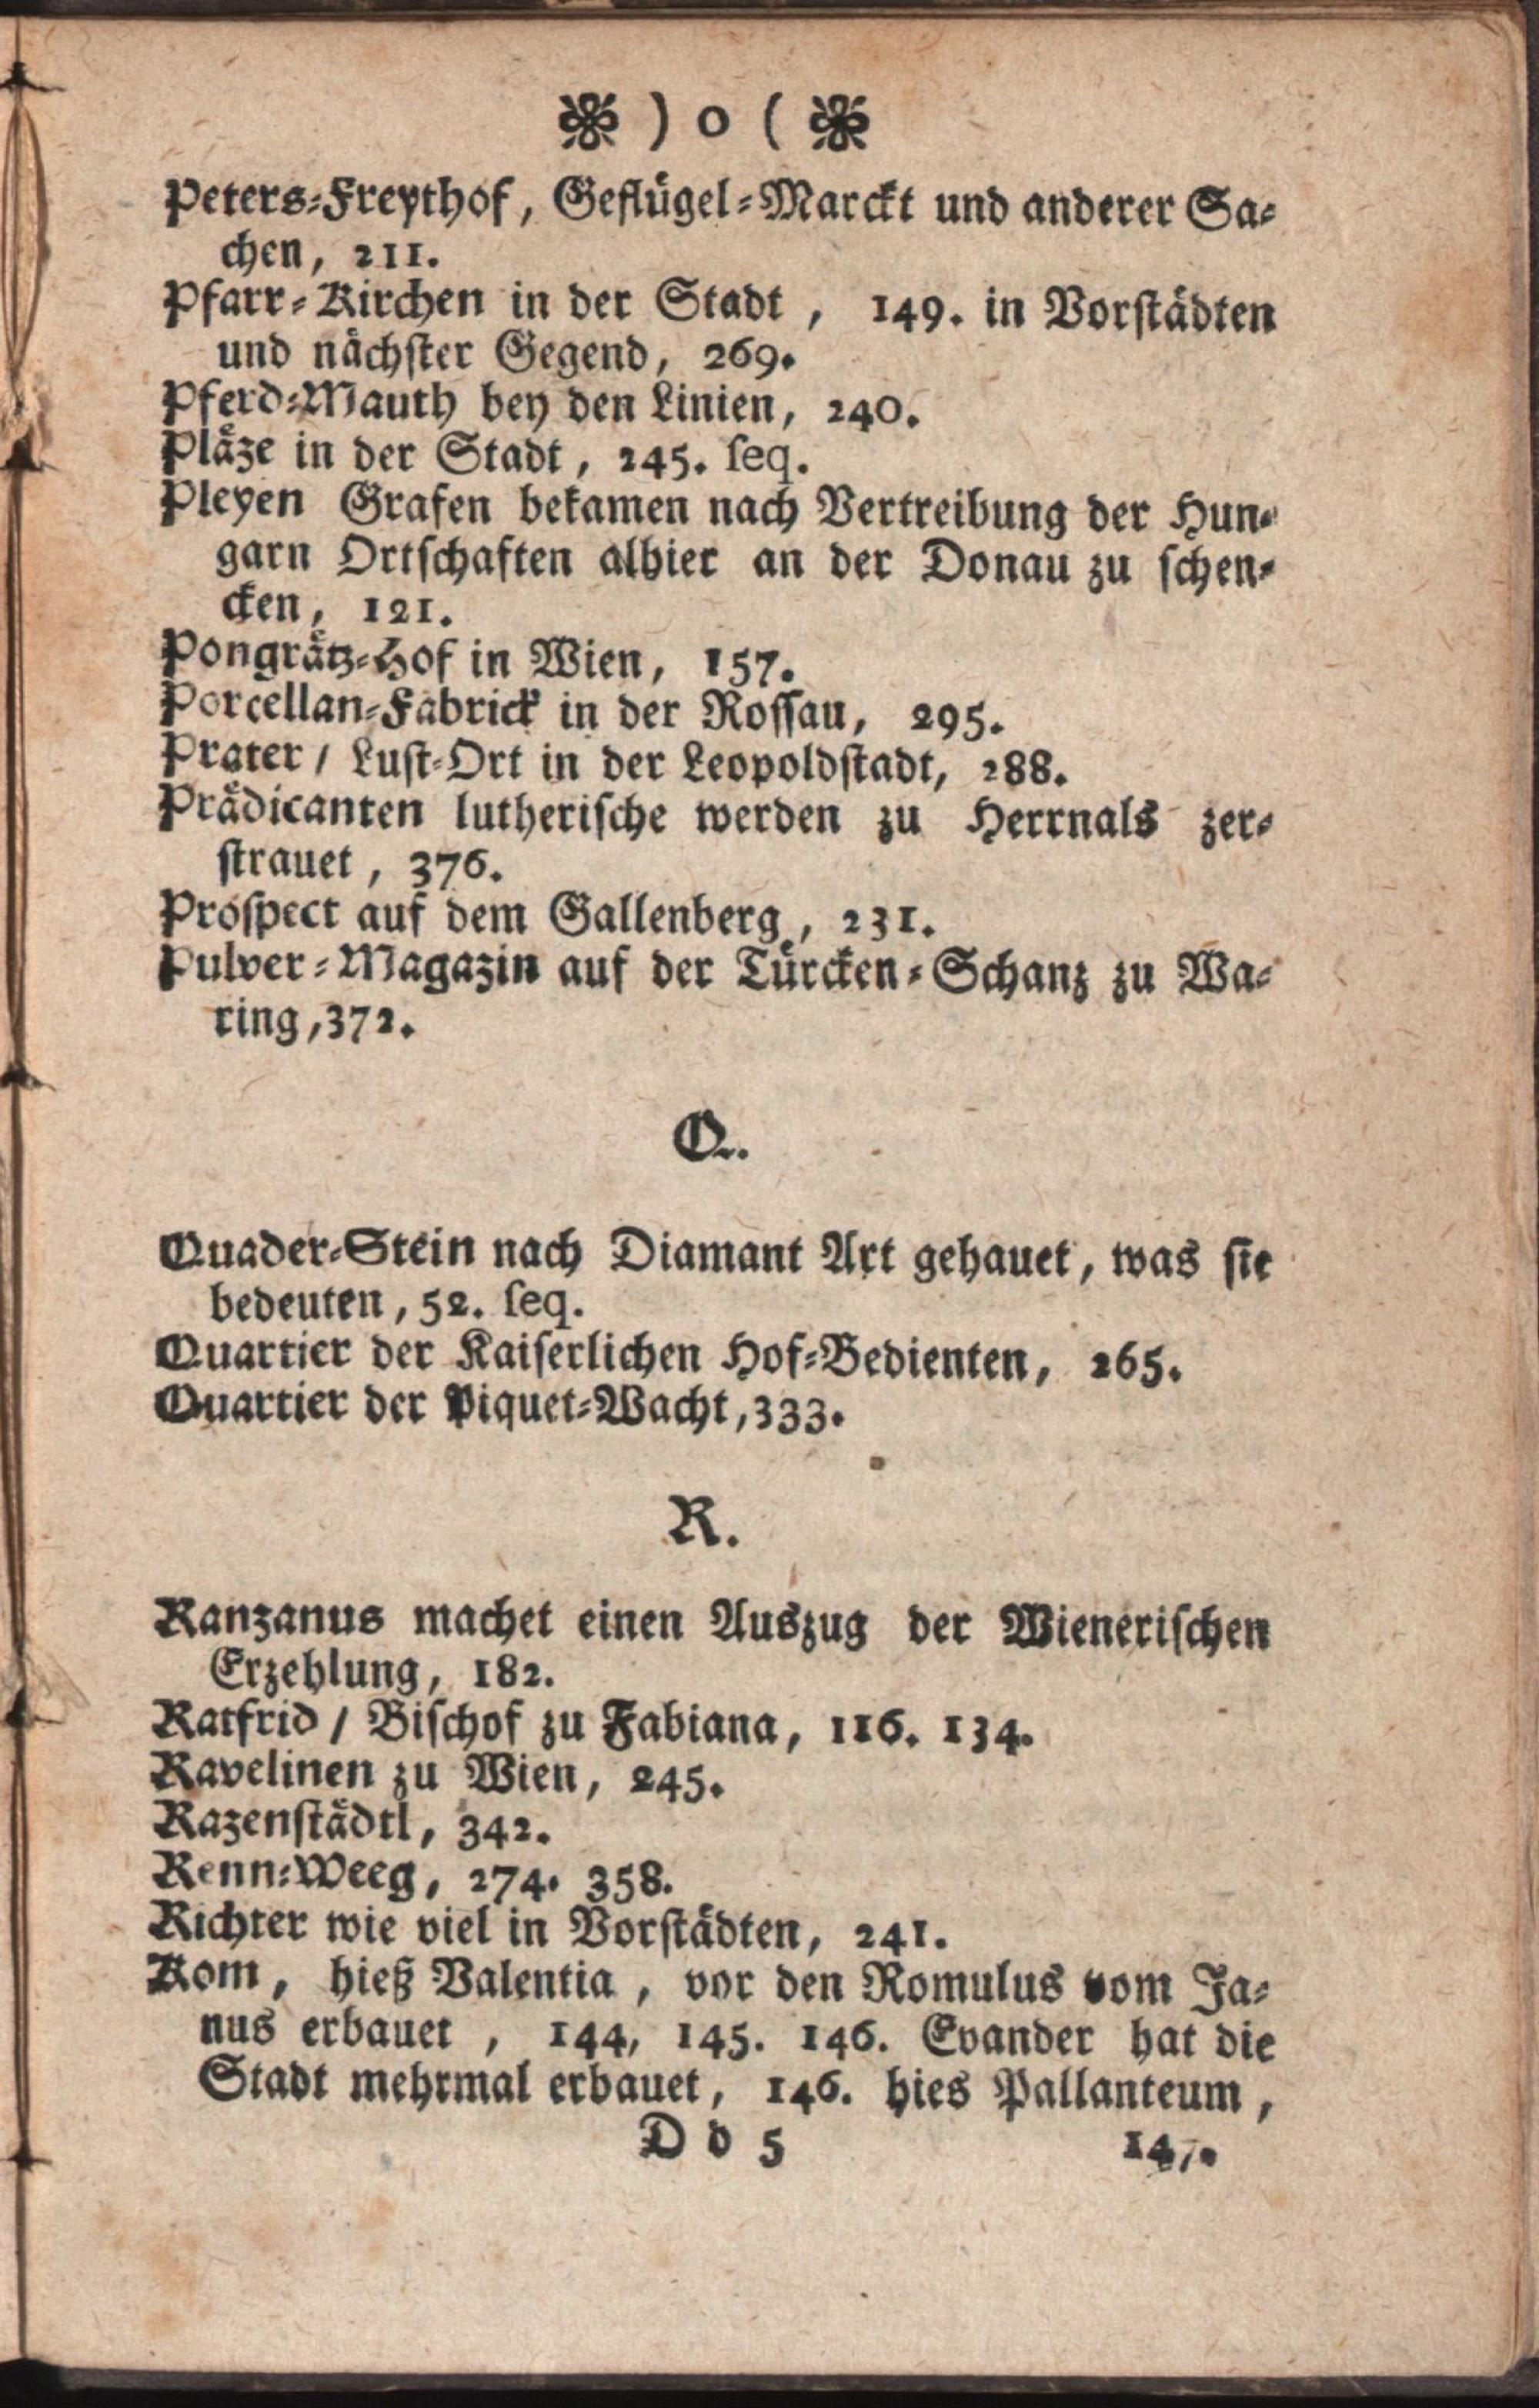 ❀ ) o ( ❀
Peters-Freythof, Geflügel-Marckt und anderer Sa-
chen, 211.
Pfarr-Kirchen in der Stadt, 149. in Vorstädten
und nächster Gegend, 269.
Pferd-Mauth bey den Linien, 240.
Pläze in der Stadt, 245. seq.
Pleyen Grafen bekamen nach Vertreibung der Hun-
garn Ortschaften alhier an der Donau zu schen-
cken, 121.
Pongrätz-Hof in Wien, 157.
Porcellan-Fabrick in der Rossau, 295.
Prater / Lust-Ort in der Leopoldstadt, 288.
Prädicanten lutherische werden zu Herrnals zer-
strauet, 376.
Prospect auf dem Gallenberg, 231.
Pulver-Magazin auf der Türcken-Schanz zu Wa-
ring, 372.
Q.
Quader-Stein nach Diamant Art gehauet, was sie
bedeuten, 52. seq.
Quartier der Kaiserlichen Hof-Bedienten, 265.
Quartier der Piquet-Wacht, 333.
R.
Ranzanus machet einen Auszug der Wienerischen
Erzehlung, 182.
Ratfrid / Bischof zu Fabiana, 116. 134.
Ravelinen zu Wien, 245.
Razenstädtl, 342.
Renn-Weeg, 274. 358.
Richter wie viel in Vorstädten, 241.
Rom, hieß Valentia, vor den Romulus vom Ja-
nus erbauet, 144, 145. 146. Evander hat die
Stadt mehrmal erbauet, 146. hies Pallanteum,
D d 5 147.